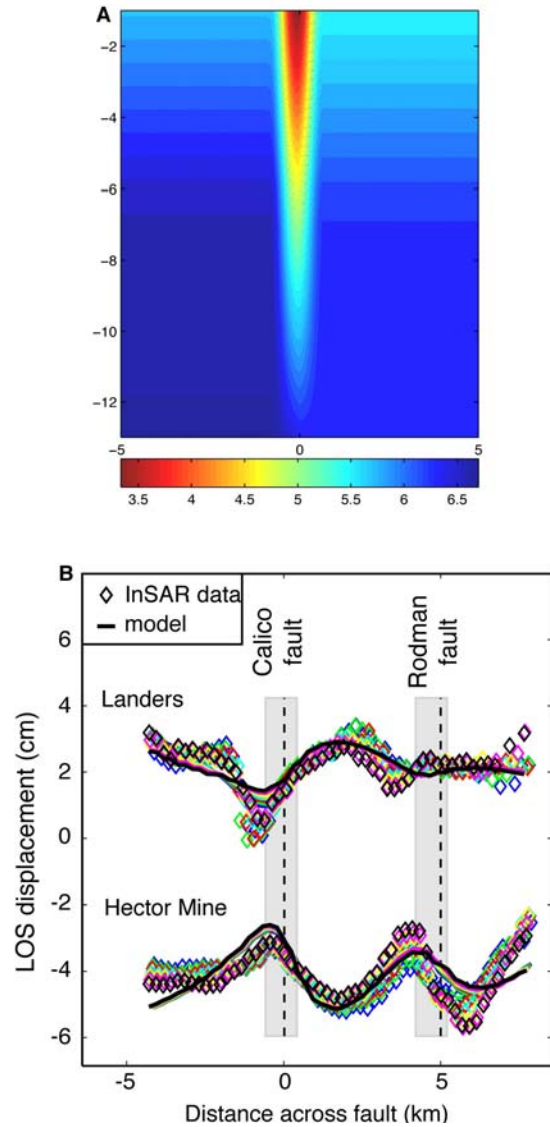 A
-2
-4
-6
-8
-10
-12
-5 0 5
3.5 4 4.5 5 5.5 6 6.5
B
InSAR data
model
Calico
fault
Rodman
fault
Landers
Hector Mine
LOS displacement (cm)
6
4
2
0
-2
-4
-6
-5 0 5
Distance across fault (km)